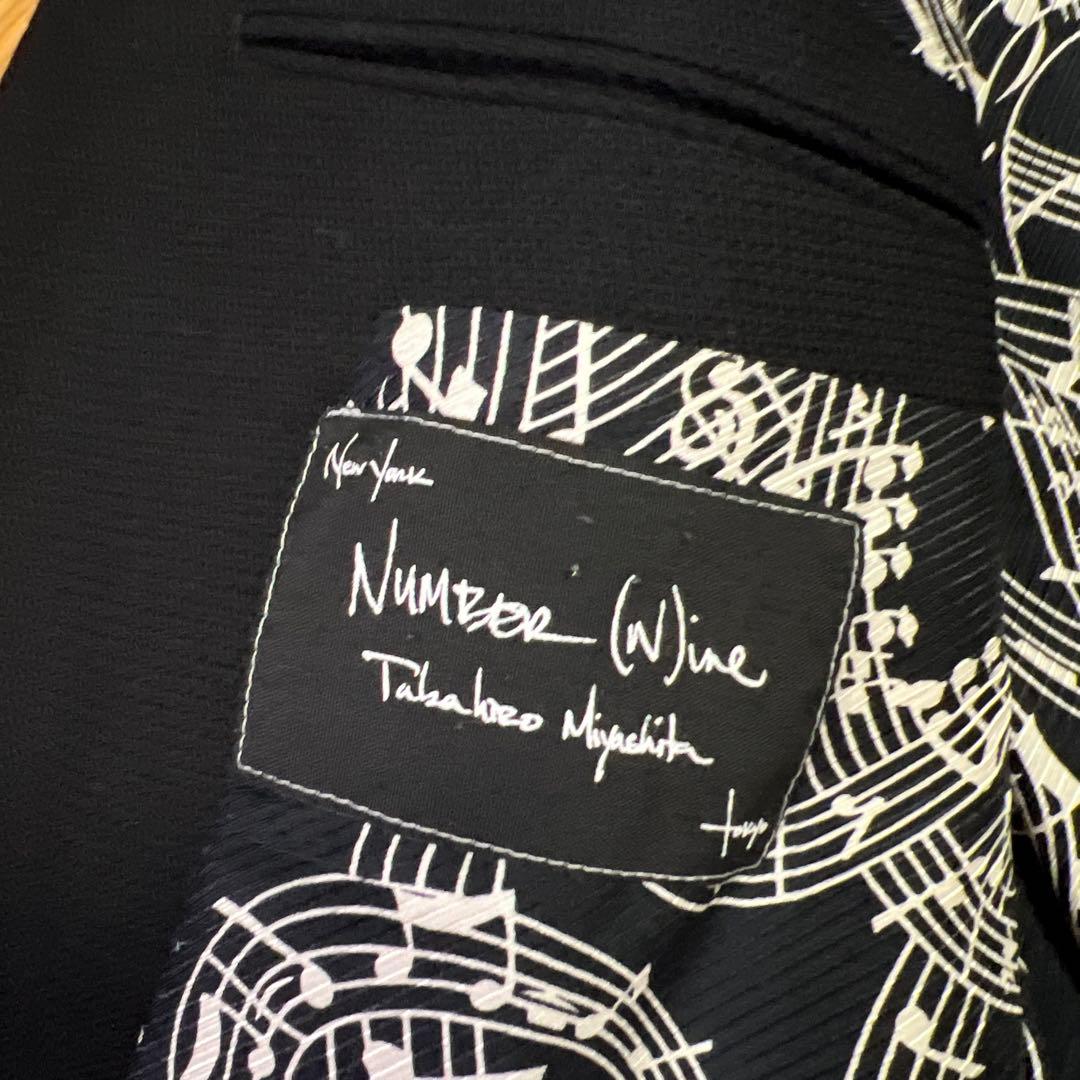 New York
NUMBER (N)ine
Takahiro Miyashita
tokyo